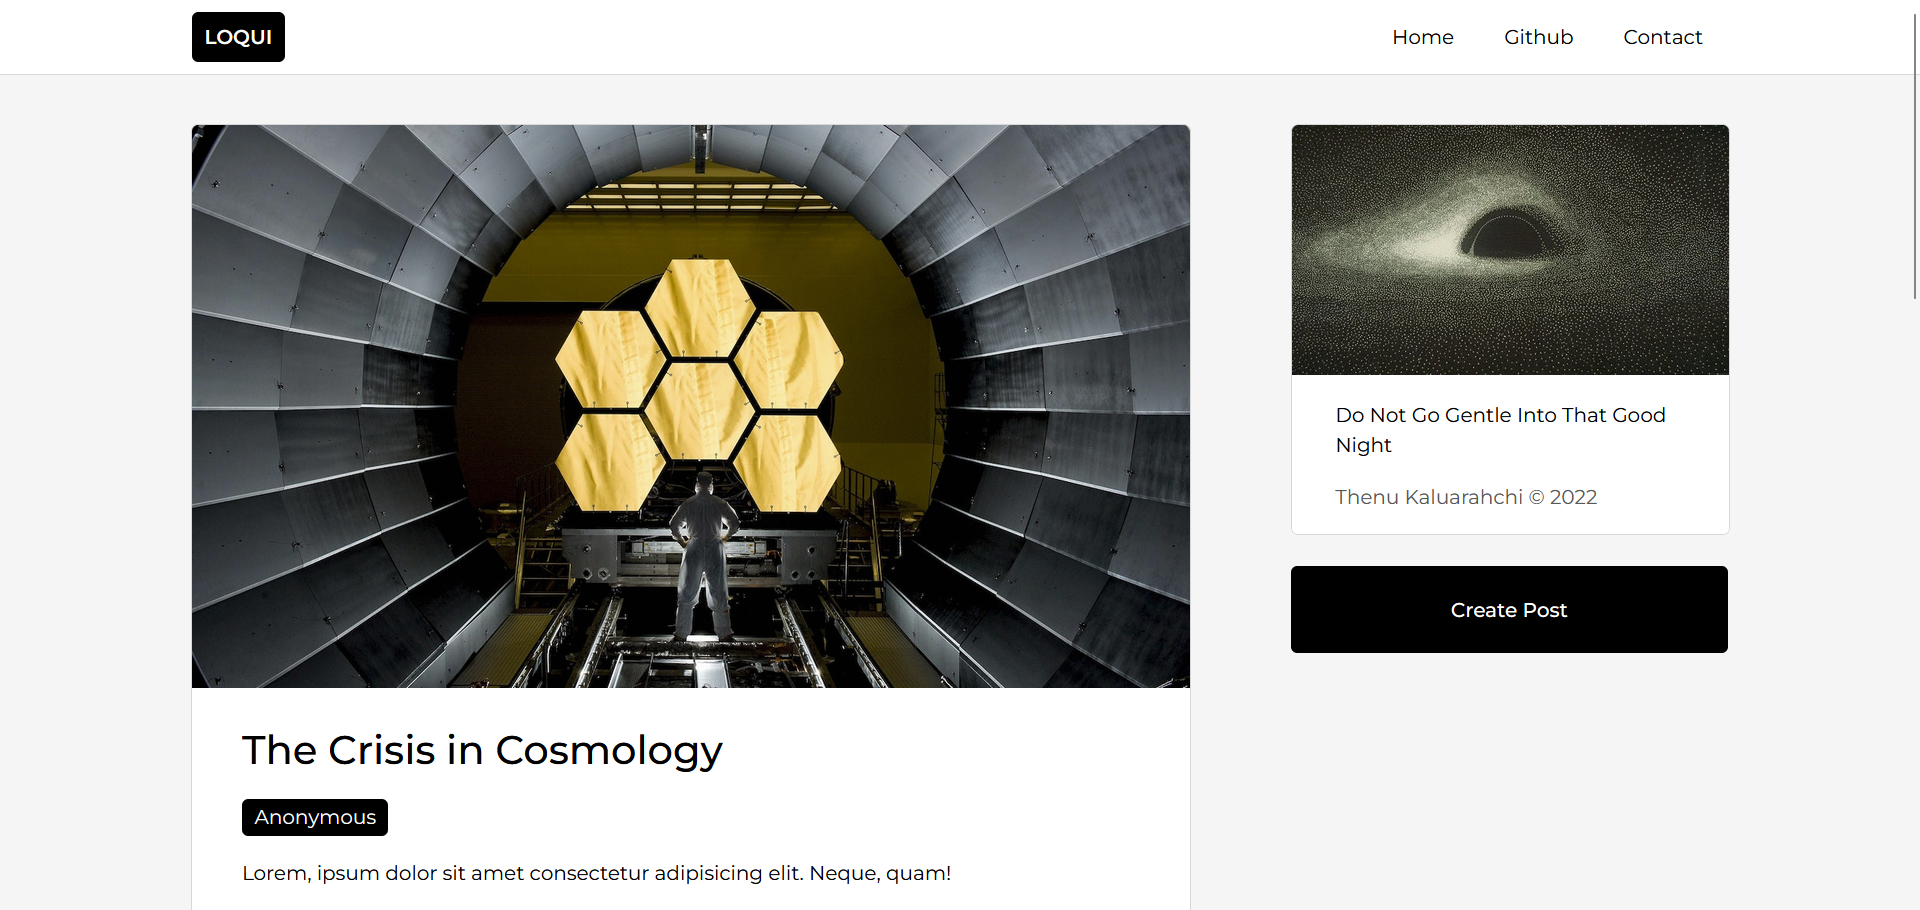 LOQUI
Home
Github
Contact
The Crisis in Cosmology
Anonymous
Lorem, ipsum dolor sit amet consectetur adipisicing elit. Neque, quam!
Do Not Go Gentle Into That Good
Night
Thenu Kaluarahchi © 2022
Create Post